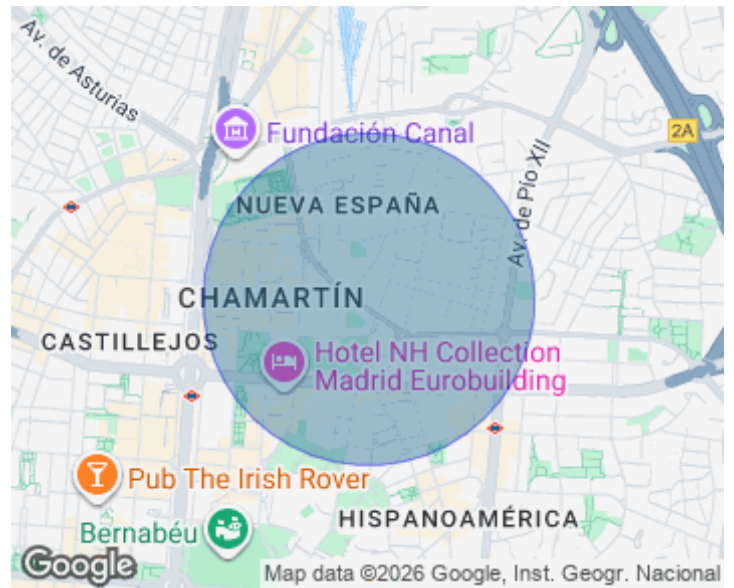 Av. de Asturias
Fundación Canal
2A
Av. de Pío XII
NUEVA ESPAÑA
CHAMARTÍN
CASTILLEJOS
Hotel NH Collection
Madrid Eurobuilding
Pub The Irish Rover
Bernabéu
HISPANOAMÉRICA
Google
Map data ©2026 Google, Inst. Geogr. Nacional